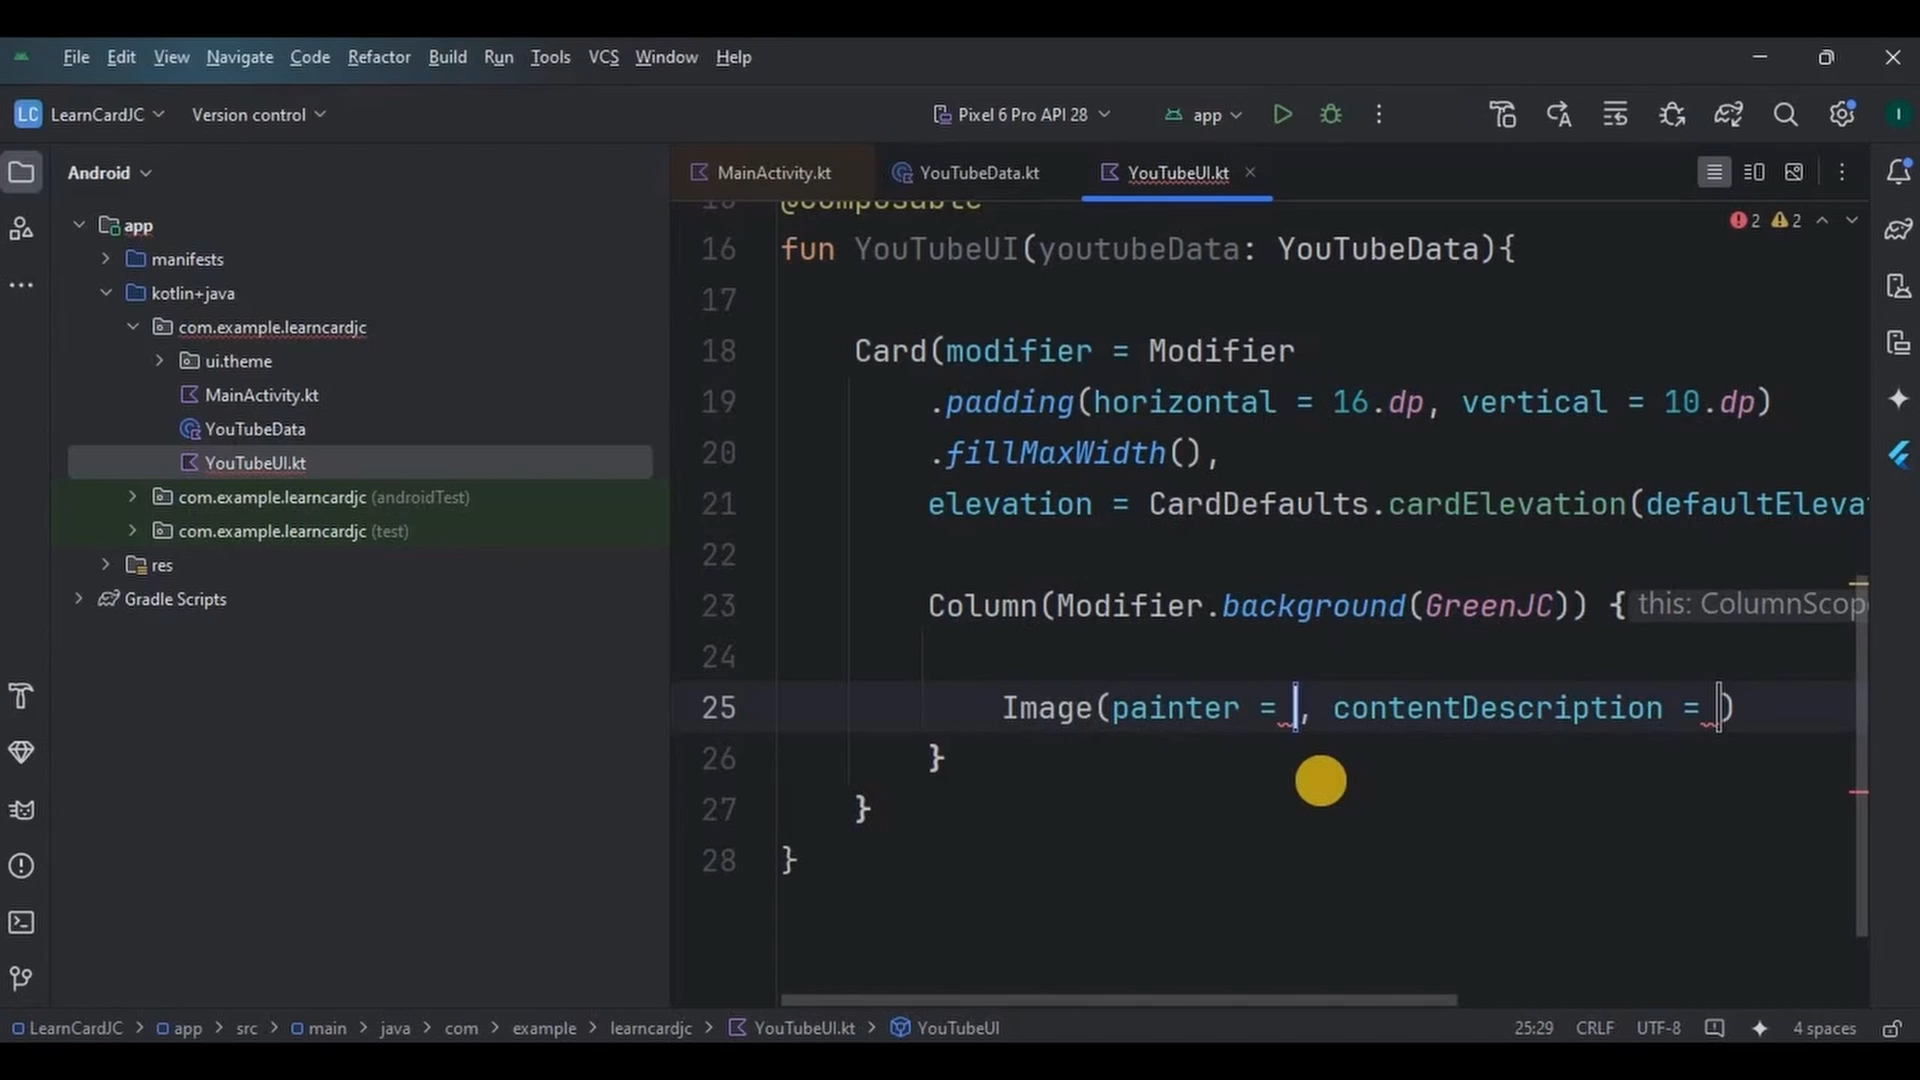 File Edit View Navigate Code Refactor Build Run Tools VCS Window Help
LC LearnCardJC Version control Pixel 6 Pro API 28 app I
Android
MainActivity.kt YouTubeData.kt YouTubeUI.kt
app
manifests
kotlin+java
com.example.learncardjc
ui.theme
MainActivity.kt
YouTubeData
YouTubeUI.kt
com.example.learncardjc (androidTest)
com.example.learncardjc (test)
res
Gradle Scripts
2 2
@Composable
16 fun YouTubeUI(youtubeData: YouTubeData){
17
18 Card(modifier = Modifier
19 .padding(horizontal = 16.dp, vertical = 10.dp)
20 .fillMaxWidth(),
21 elevation = CardDefaults.cardElevation(defaultElevat
22
23 Column(Modifier.background(GreenJC)) { this: ColumnScope
24
25 Image(painter = , contentDescription = )
26 }
27 }
28 }
LearnCardJC > app > src > main > java > com > example > learncardjc > YouTubeUI.kt > YouTubeUI
25:29 CRLF UTF-8 4 spaces